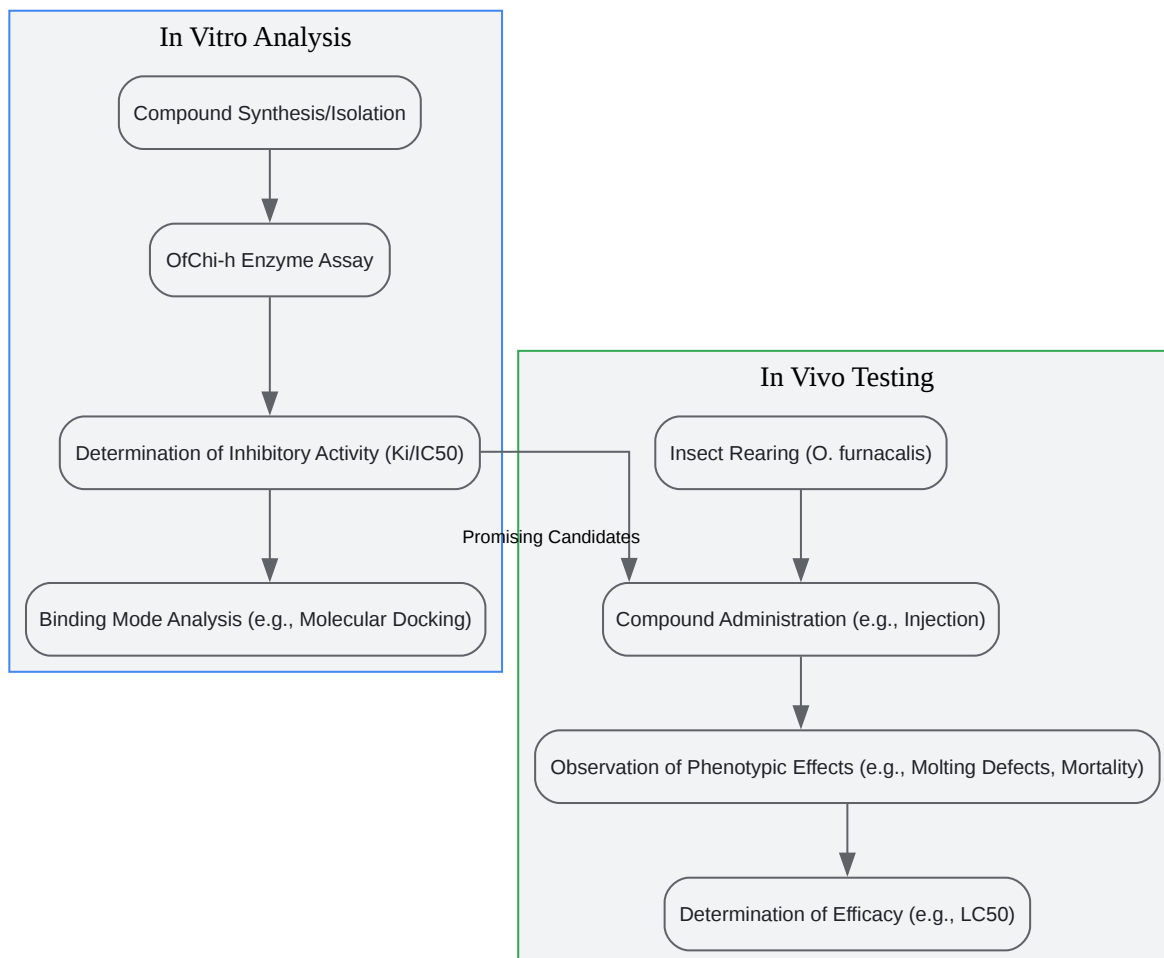 In Vitro Analysis
Compound Synthesis/Isolation
OfChi-h Enzyme Assay
Determination of Inhibitory Activity (Ki/IC50)
Binding Mode Analysis (e.g., Molecular Docking)
Promising Candidates
In Vivo Testing
Insect Rearing (O. furnacalis)
Compound Administration (e.g., Injection)
Observation of Phenotypic Effects (e.g., Molting Defects, Mortality)
Determination of Efficacy (e.g., LC50)